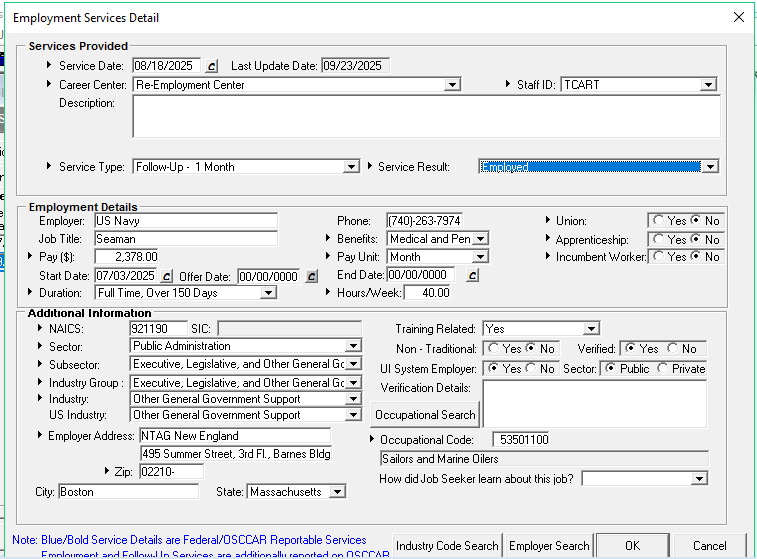 Employment Services Detail
Services Provided
Service Date: 08/18/2025 Last Update Date: 09/23/2025
Career Center: Re-Employment Center Staff ID: TCART
Description:
Service Type: Follow-Up - 1 Month Service Result: Employed
Employment Details
Employer: US Navy Phone: (740)-263-7974 Union: Yes No
Job Title: Seaman Benefits: Medical and Pen Apprenticeship: Yes No
Pay ($): 2,378.00 Pay Unit: Month Incumbent Worker: Yes No
Start Date: 07/03/2025 Offer Date: 00/00/0000 End Date: 00/00/0000
Duration: Full Time, Over 150 Days Hours/Week: 40.00
Additional Information
NAICS: 921190 SIC: Training Related: Yes
Sector: Public Administration Non - Traditional: Yes No Verified: Yes No
Subsector: Executive, Legislative, and Other General Gc UI System Employer: Yes No Sector: Public Private
Industry Group : Executive, Legislative, and Other General Gc Verification Details:
Industry: Other General Government Support
US Industry: Other General Government Support Occupational Search
Employer Address: NTAG New England Occupational Code: 53501100
495 Summer Street, 3rd Fl., Barnes Bldg Sailors and Marine Oilers
Zip: 02210- How did Job Seeker learn about this job?
City: Boston State: Massachusetts
Note: Blue/Bold Service Details are Federal/OSCCAR Reportable Services
Employment and Follow-Up Services are additionally reported on OSCCAR
Industry Code Search Employer Search OK Cancel